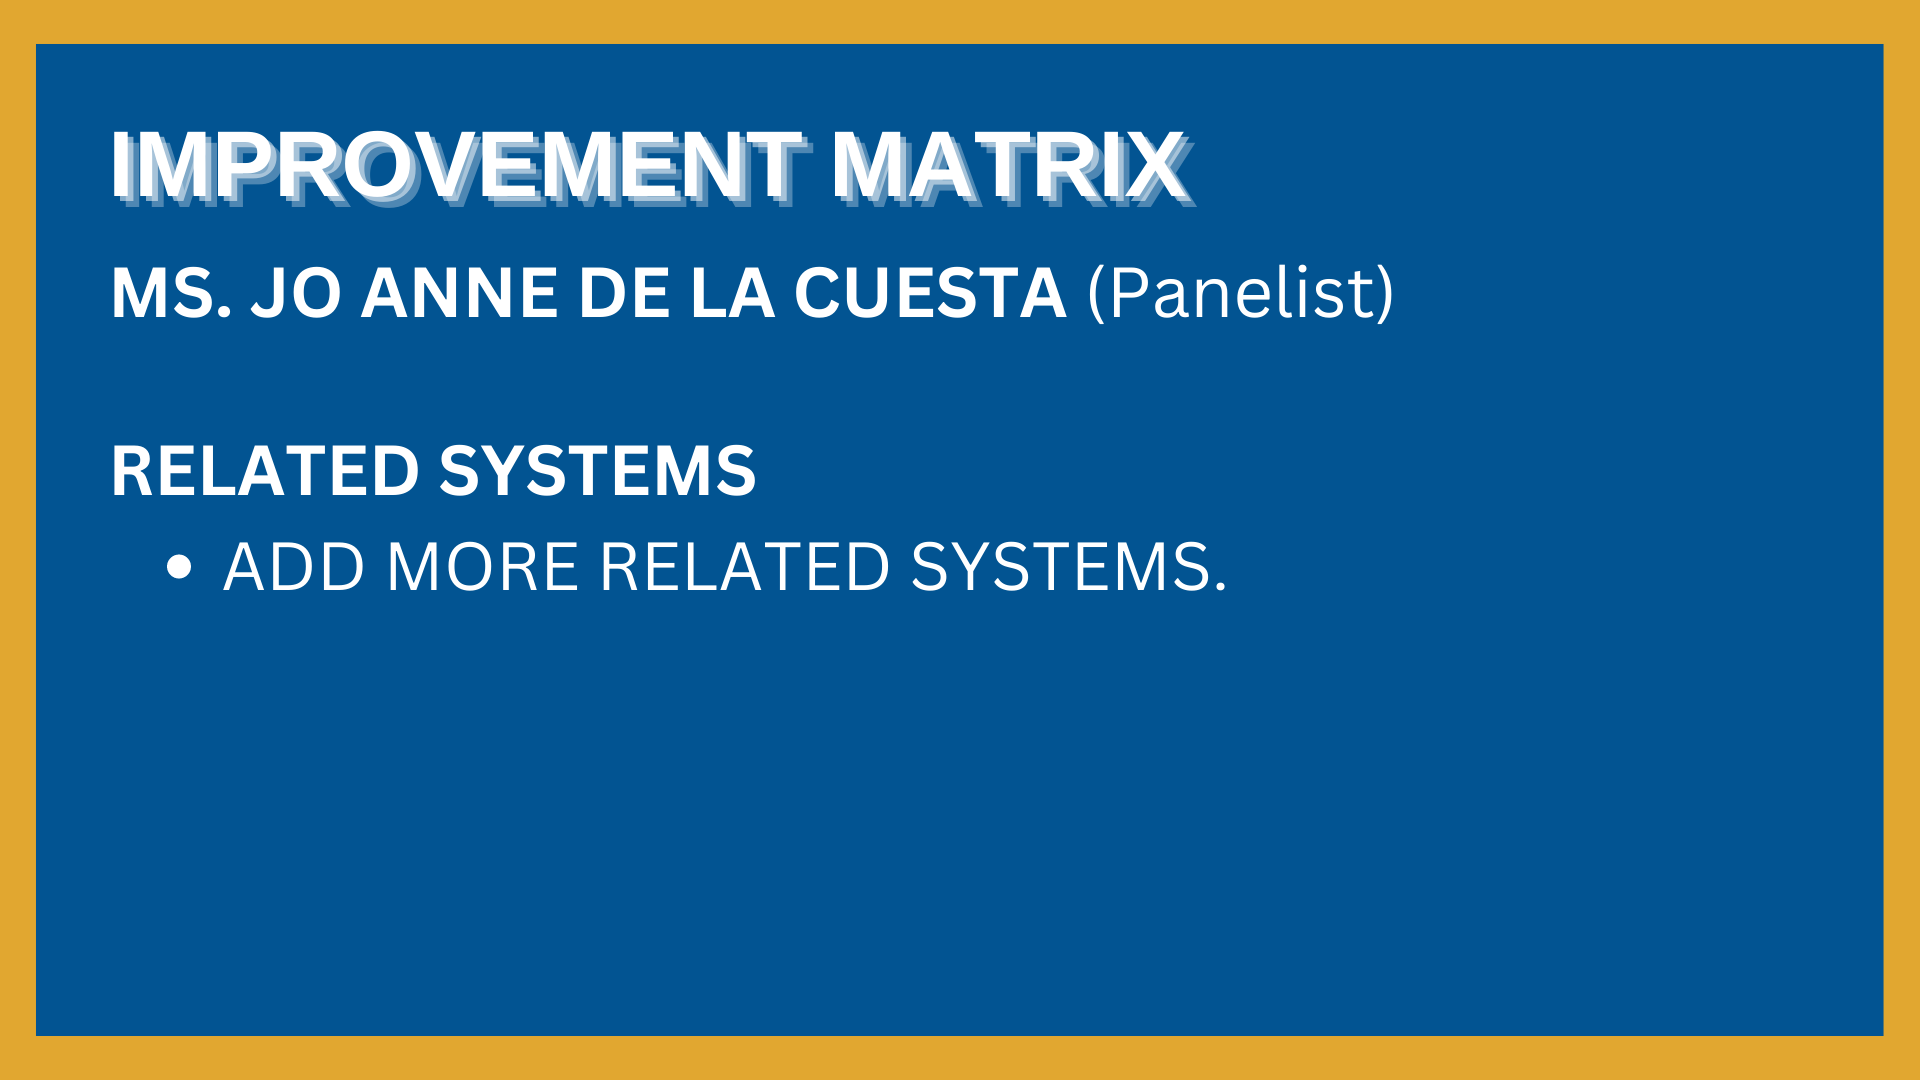 IMPROVEMENT MATRIX
MS. JO ANNE DE LA CUESTA (Panelist)
RELATED SYSTEMS
• ADD MORE RELATED SYSTEMS.